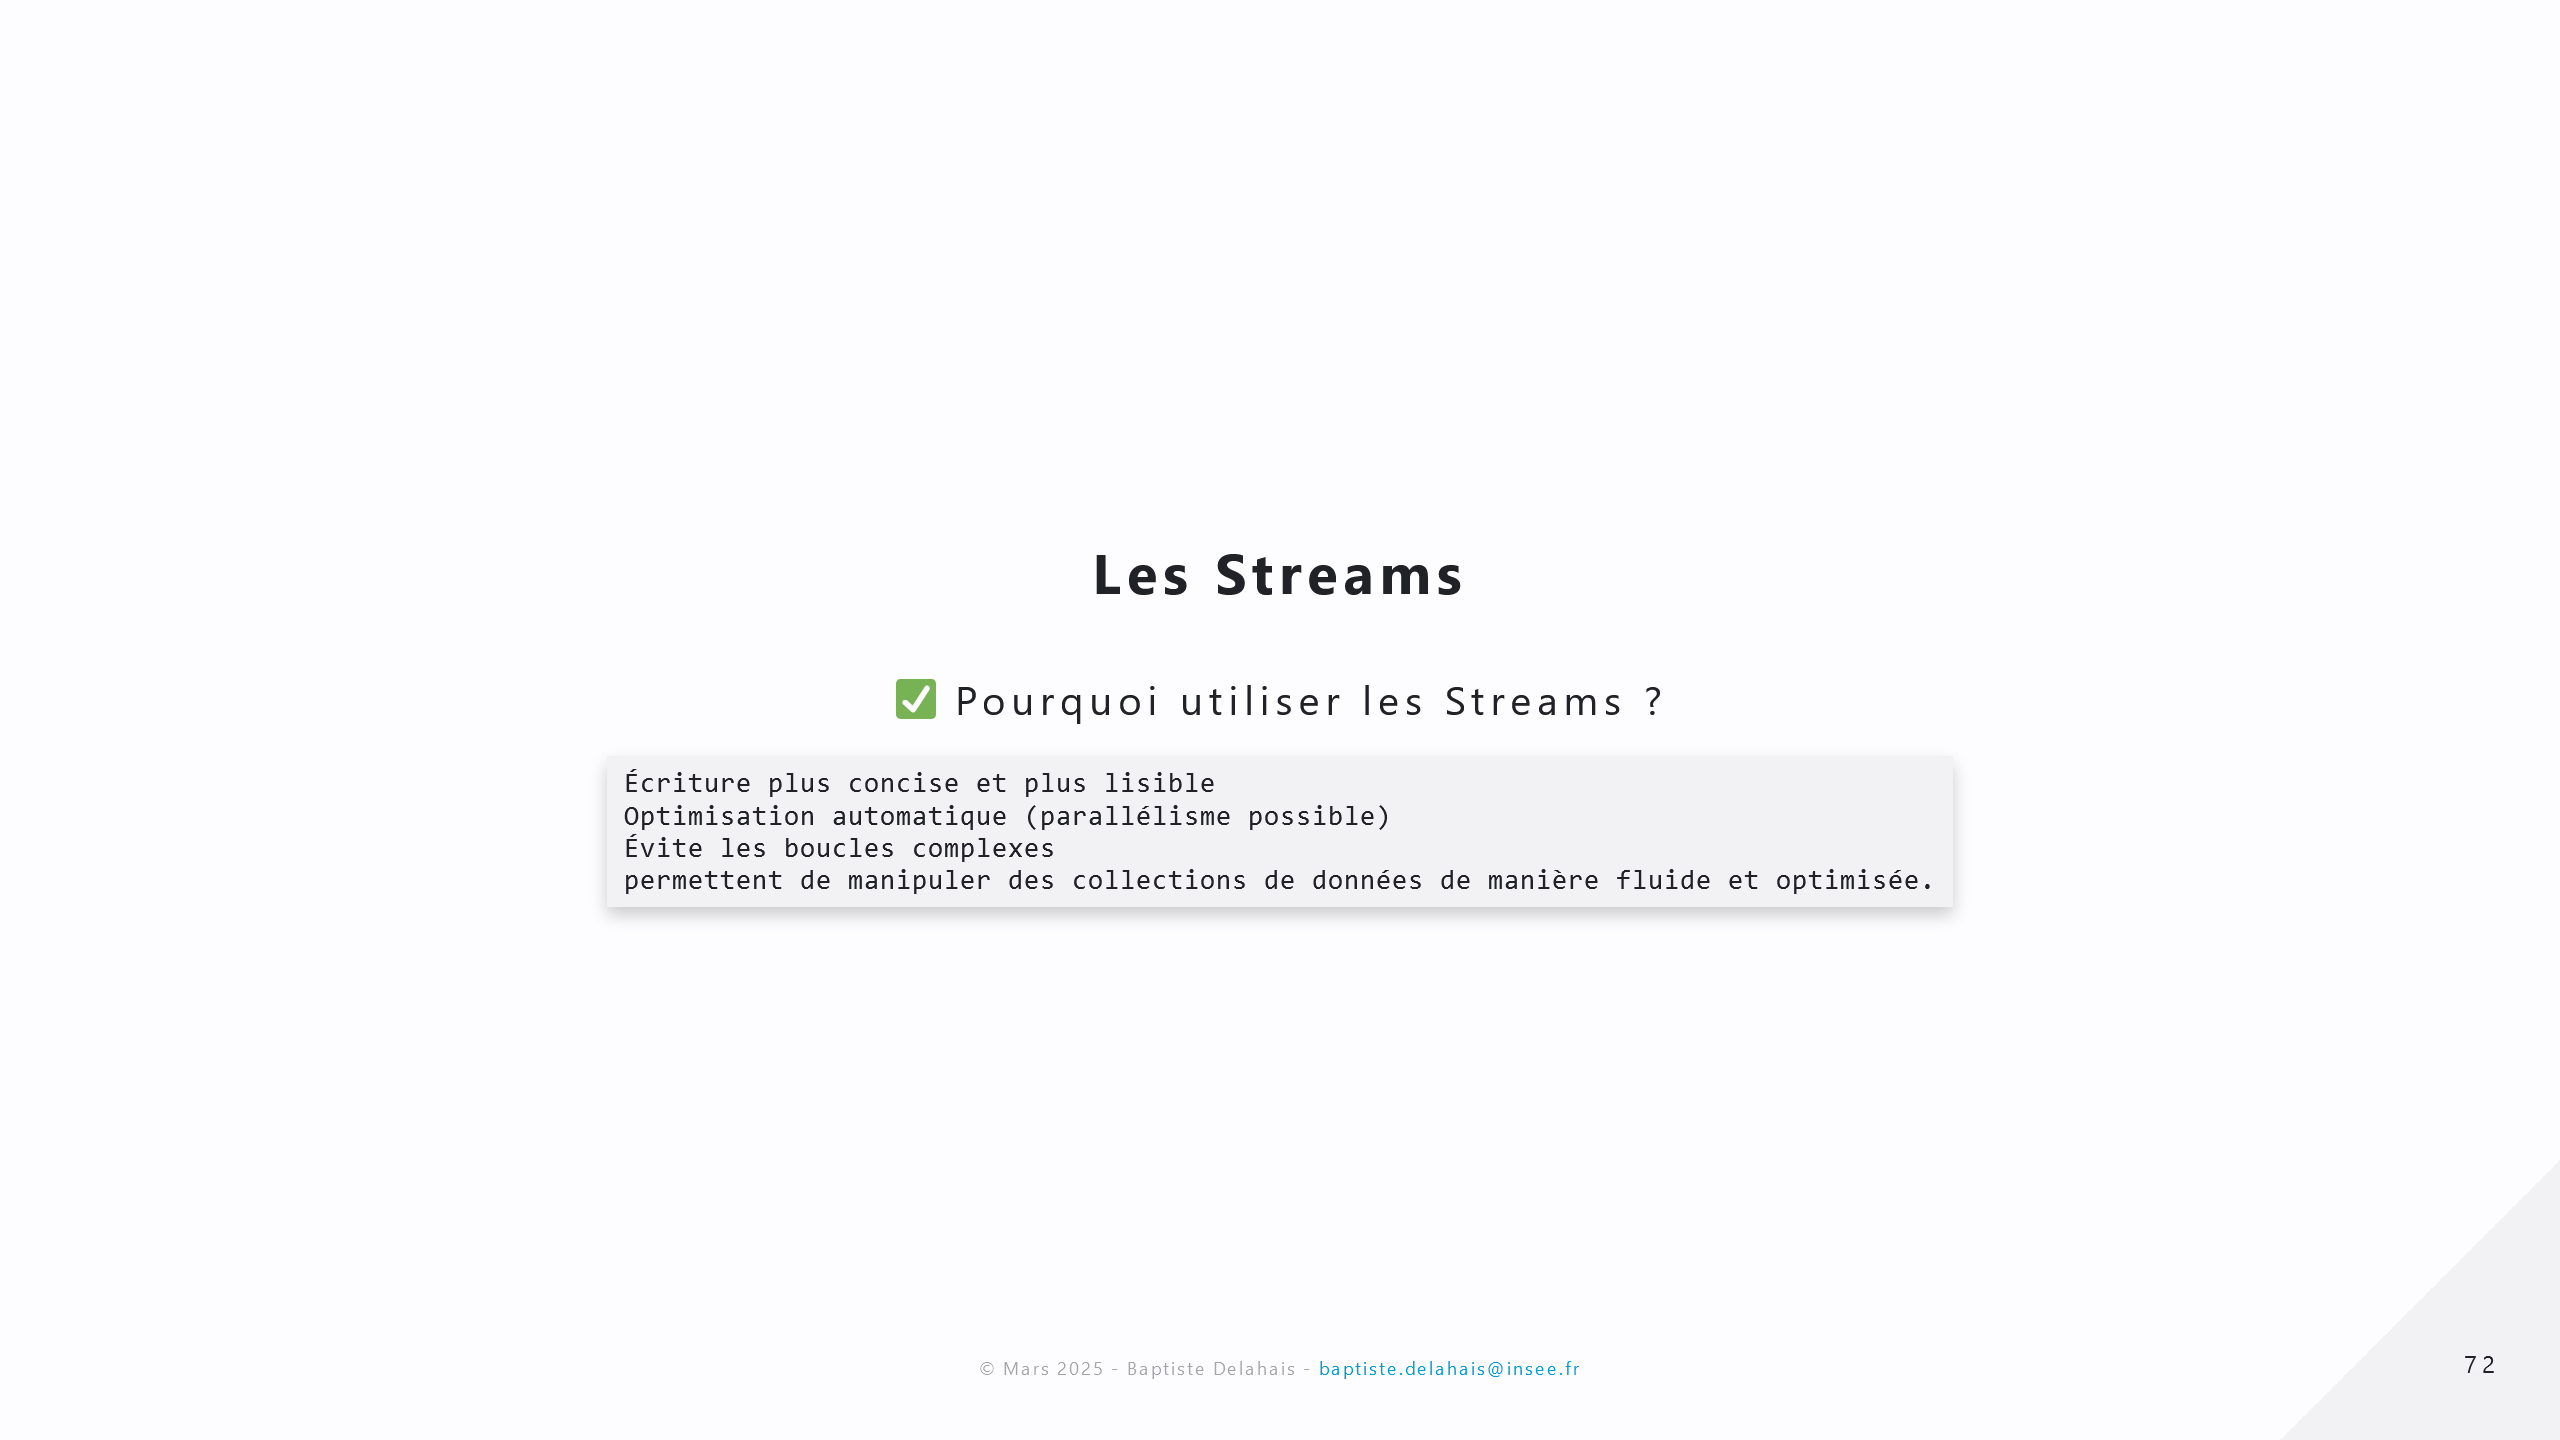 Les Streams
✅ Pourquoi utiliser les Streams ?
Écriture plus concise et plus lisible
Optimisation automatique (parallélisme possible)
Évite les boucles complexes
permettent de manipuler des collections de données de manière fluide et optimisée.
© Mars 2025 - Baptiste Delahais - baptiste.delahais@insee.fr
72